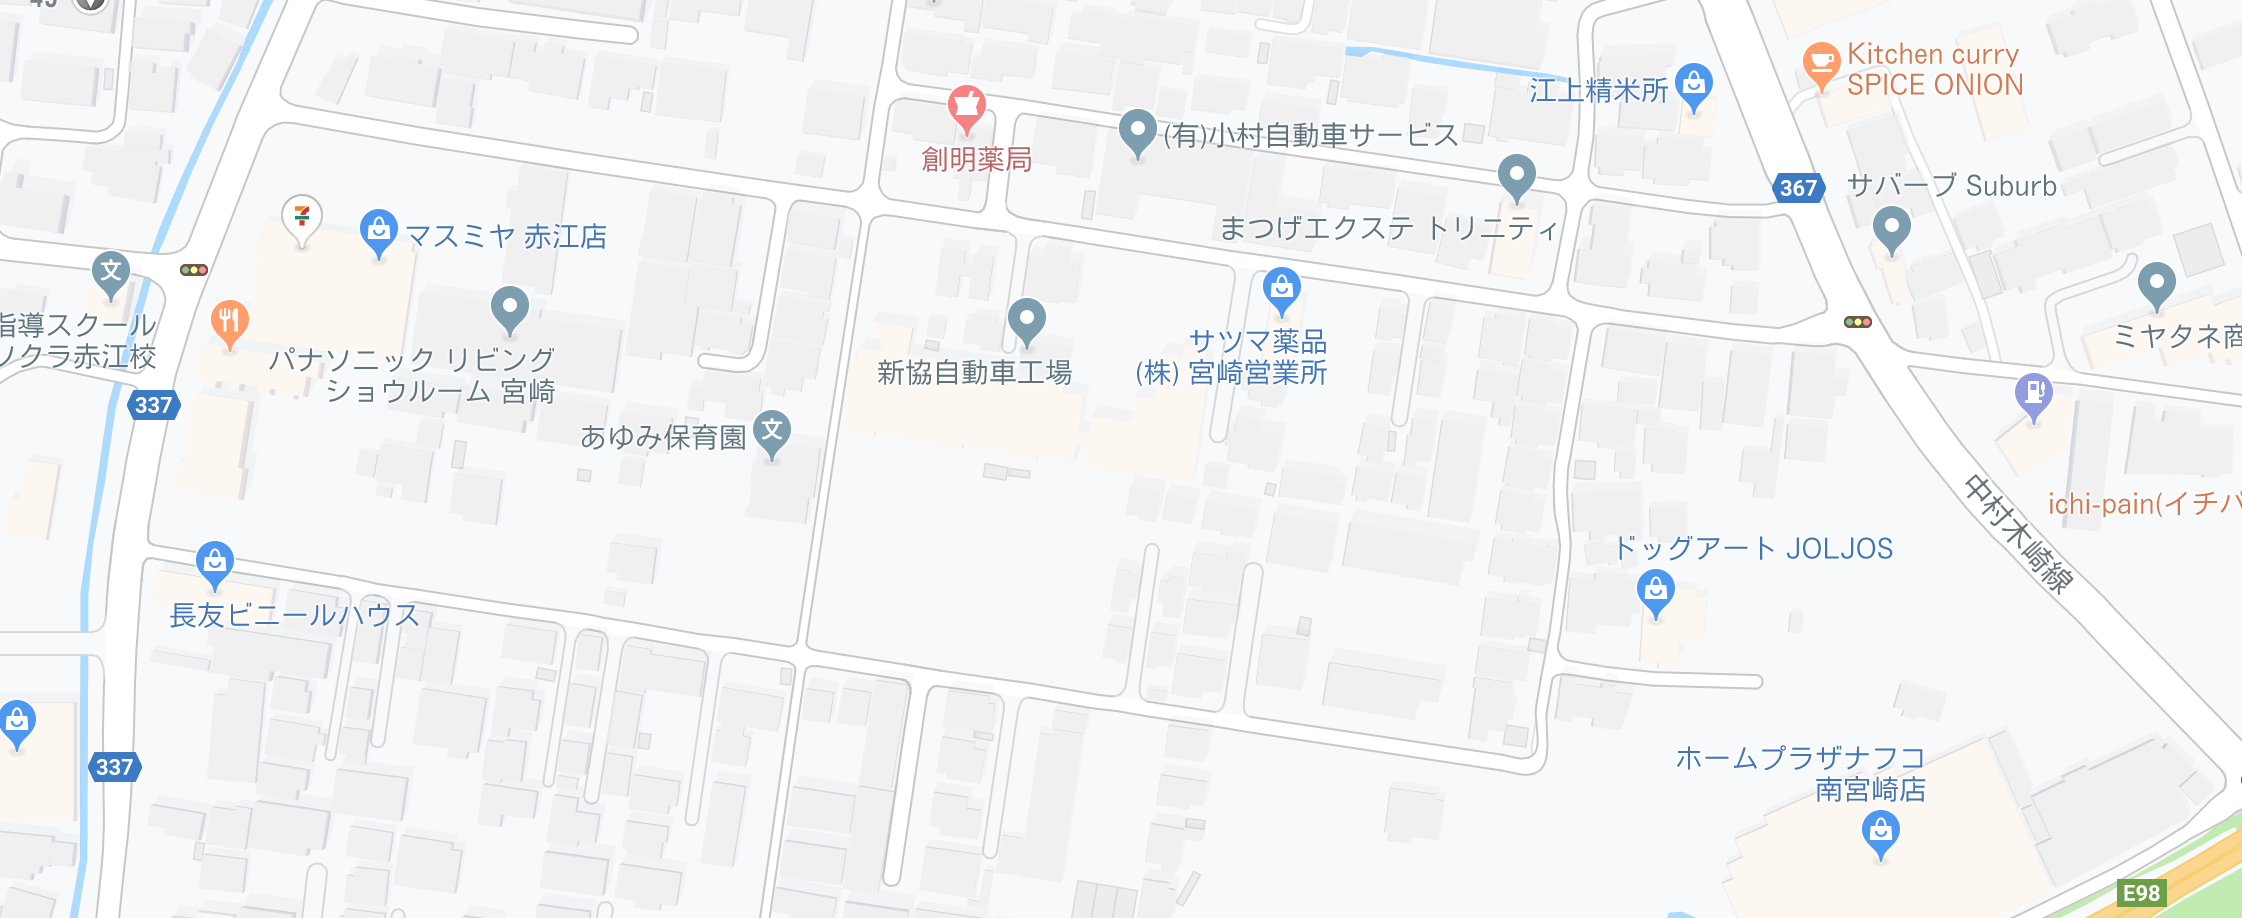 Kitchen curry
SPICE ONION
江上精米所
(有)小村自動車サービス
創明薬局
367
サバーブ Suburb
まつげエクステ トリニティ
マスミヤ 赤江店
指導スクール
ソクラ赤江校
サツマ薬品
(株) 宮崎営業所
ミヤタネ商
パナソニック リビング
ショウルーム 宮崎
新協自動車工場
337
あゆみ保育園
中村木崎線
ichi-pain(イチパ
ドッグアート JOLJOS
長友ビニールハウス
337
ホームプラザナフコ
南宮崎店
E98